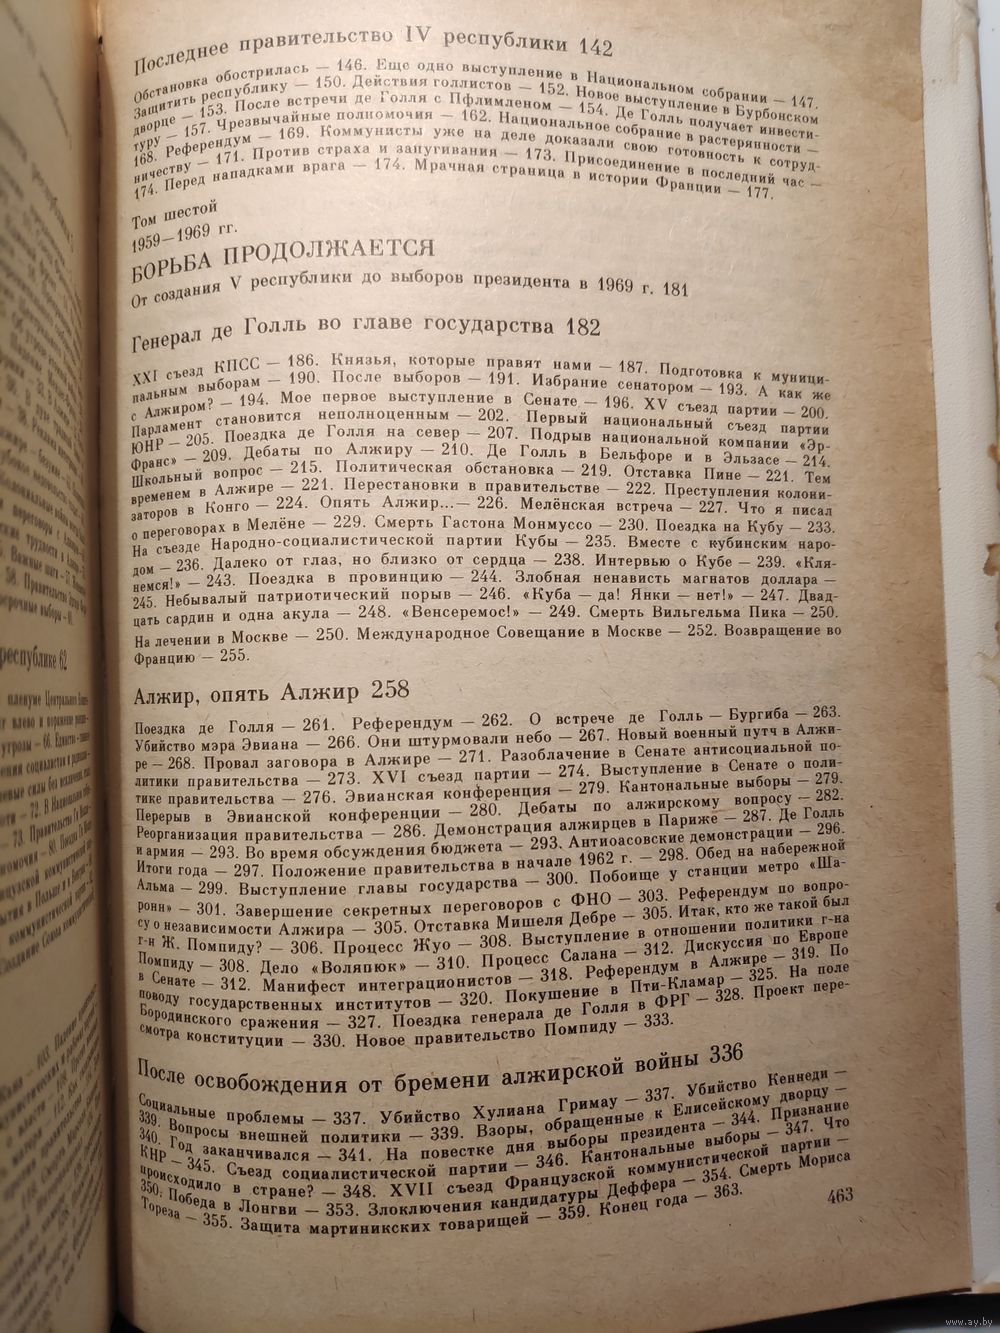 Последнее правительство IV республики 142
Обстановка обострилась — 146. Еще одно выступление в Национальном собрании — 147.
Защитить республику — 150. Действия голлистов — 152. Новое выступление в Бурбонском
дворце — 153. После встречи де Голля с Пфлимленом — 154. Де Голль получает инвести-
туру — 157. Чрезвычайные полномочия — 162. Национальное собрание в растерянности —
168. Референдум — 169. Коммунисты уже на деле доказали свою готовность к сотруд-
ничеству — 171. Против страха и запугивания — 173. Присоединение в последний час —
174. Перед нападками врага — 174. Мрачная страница в истории Франции — 177.
Том шестой
1959—1969 гг.
БОРЬБА ПРОДОЛЖАЕТСЯ
От создания V республики до выборов президента в 1969 г. 181
Генерал де Голль во главе государства 182
XXI съезд КПСС — 186. Князья, которые правят нами — 187. Подготовка к муници-
пальным выборам — 190. После выборов — 191. Избрание сенатором — 193. А как же
с Алжиром? — 194. Мое первое выступление в Сенате — 196. XV съезд партии — 200.
Парламент становится неполноценным — 202. Первый национальный съезд партии
ЮНР — 205. Поездка де Голля на север — 207. Подрыв национальной компании «Эр-
Франс» — 209. Дебаты по Алжиру — 210. Де Голль в Бельфоре и в Эльзасе — 214.
Школьный вопрос — 215. Политическая обстановка — 219. Отставка Пине — 221. Тем
временем в Алжире — 221. Перестановки в правительстве — 222. Преступления колони-
заторов в Конго — 224. Опять Алжир...— 226. Мелёнская встреча — 227. Что я писал
о переговорах в Мелёне — 229. Смерть Гастона Монмуссо — 230. Поездка на Кубу — 233.
На съезде Народно-социалистической партии Кубы — 235. Вместе с кубинским наро-
дом — 236. Далеко от глаз, но близко от сердца — 238. Интервью о Кубе — 239. «Кля-
немся!» — 243. Поездка в провинцию — 244. Злобная ненависть магнатов доллара —
245. Небывалый патриотический порыв — 246. «Куба — да! Янки — нет!» — 247. Двад-
цать сардин и одна акула — 248. «Венсеремос!» — 249. Смерть Вильгельма Пика — 250.
На лечении в Москве — 250. Международное Совещание в Москве — 252. Возвращение во
Францию — 255.
Алжир, опять Алжир 258
Поездка де Голля — 261. Референдум — 262. О встрече де Голль — Бургиба — 263.
Убийство мэра Эвиана — 266. Они штурмовали небо — 267. Новый военный путч в Алжи-
ре — 268. Провал заговора в Алжире — 271. Разоблачение в Сенате антисоциальной по-
литики правительства — 273. XVI съезд партии — 274. Выступление в Сенате о поли-
тике правительства — 276. Эвианская конференция — 279. Кантональные выборы — 279.
Перерыв в Эвианской конференции — 280. Дебаты по алжирскому вопросу — 282.
Реорганизация правительства — 286. Демонстрация алжирцев в Париже — 287. Де Голль
и армия — 293. Во время обсуждения бюджета — 293. Антиоасовские демонстрации — 296.
Итоги года — 297. Положение правительства в начале 1962 г. — 298. Обед на набережной
Альма — 299. Выступление главы государства — 300. Побоище у станции метро «Ша-
ронн» — 301. Завершение секретных переговоров с ФНО — 303. Референдум по вопро-
су о независимости Алжира — 305. Отставка Мишеля Дебре — 305. Итак, кто же такой был
г-н Ж. Помпиду? — 306. Процесс Жуо — 308. Выступление в отношении политики г-на
Помпиду — 308. Дело «Воляпюк» — 310. Процесс Салана — 312. Дискуссия по Европе
в Сенате — 312. Манифест интеграционистов — 318. Референдум в Алжире — 319. По
поводу государственных институтов — 320. Покушение в Пти-Кламар — 325. На поле
Бородинского сражения — 327. Поездка генерала де Голля в ФРГ — 328. Проект пере-
смотра конституции — 330. Новое правительство Помпиду — 333.
После освобождения от бремени алжирской войны 336
Социальные проблемы — 337. Убийство Хулиана Гримау — 337. Убийство Кеннеди —
339. Вопросы внешней политики — 339. Взоры, обращенные к Елисейскому дворцу —
340. Год заканчивался — 341. На повестке дня выборы президента — 344. Признание
КНР — 345. Съезд социалистической партии — 346. Кантональные выборы — 347. Что
происходило в стране? — 348. XVII съезд Французской коммунистической партии —
350. Победа в Лонгви — 353. Злоключения кандидатуры Деффера — 354. Смерть Мориса
Тореза — 355. Защита мартиникских товарищей — 359. Конец года — 363.
463
республике 62
www.ay.by